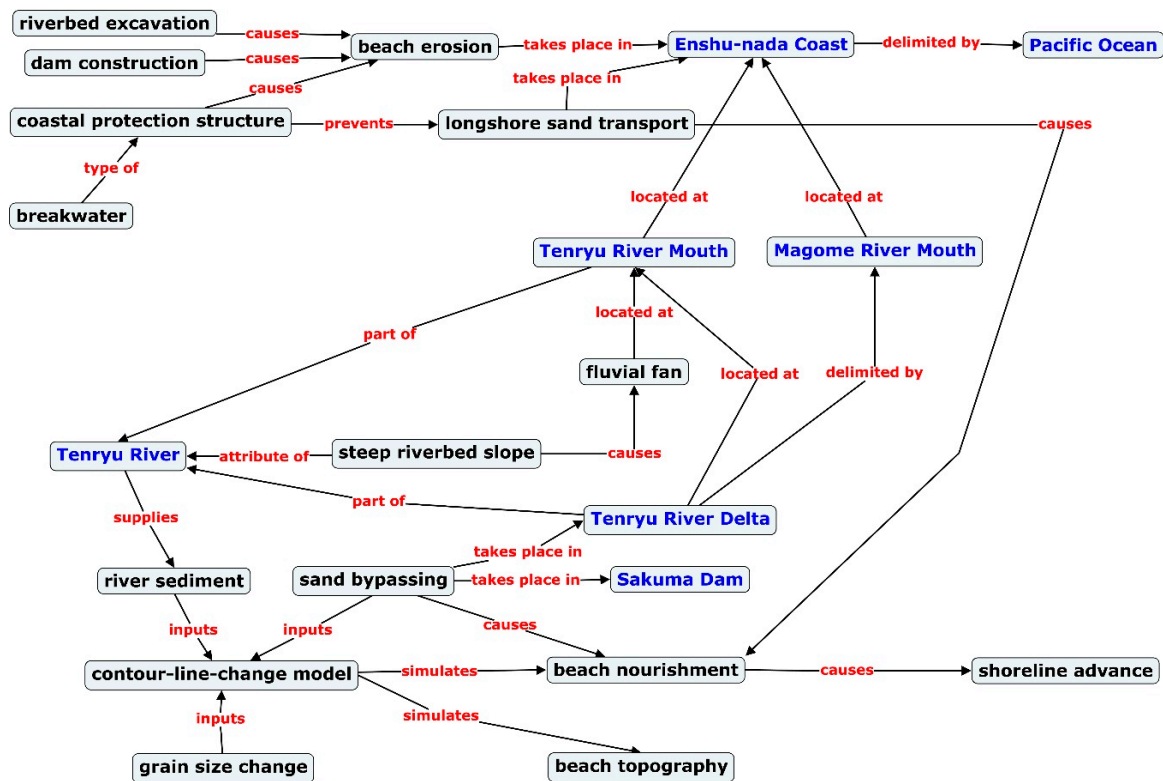 riverbed excavation
causes
beach erosion
takes place in
Enshu-nada Coast
delimited by
Pacific Ocean
dam construction
causes
takes place in
causes
coastal protection structure
prevents
longshore sand transport
causes
type of
breakwater
located at
located at
Tenryu River Mouth
Magome River Mouth
located at
part of
fluvial fan
located at
delimited by
Tenryu River
attribute of
steep riverbed slope
causes
part of
supplies
Tenryu River Delta
takes place in
river sediment
sand bypassing
takes place in
Sakuma Dam
inputs
inputs
causes
contour-line-change model
simulates
beach nourishment
causes
shoreline advance
inputs
simulates
grain size change
beach topography